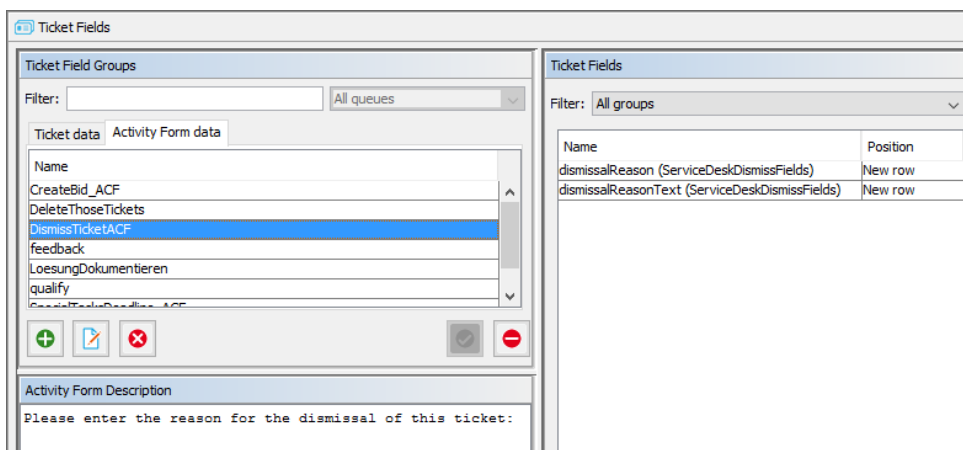 Ticket Fields
Ticket Field Groups
Filter:
All queues
Ticket data
Activity Form data
Name
CreateBid_ACF
DeleteThoseTickets
DismissTicketACF
feedback
LoesungDokumentieren
qualify
Activity Form Description
Please enter the reason for the dismissal of this ticket:
Ticket Fields
Filter: All groups
Name Position
dismissalReason (ServiceDeskDismissFields) New row
dismissalReasonText (ServiceDeskDismissFields) New row